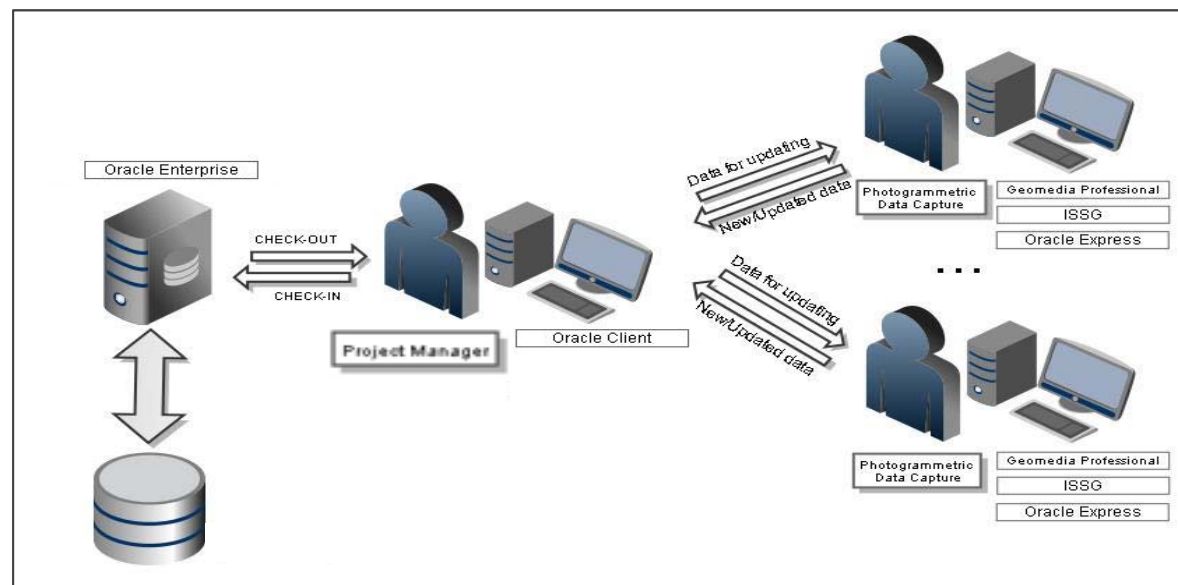 Oracle Enterprise
CHECK-OUT
CHECK-IN
Project Manager
Oracle Client
Data for updating
New/Updated data
Data for updating
New/Updated data
Photogrammetric
Data Capture
Geomedia Professional
ISSG
Oracle Express
...
Photogrammetric
Data Capture
Geomedia Professional
ISSG
Oracle Express